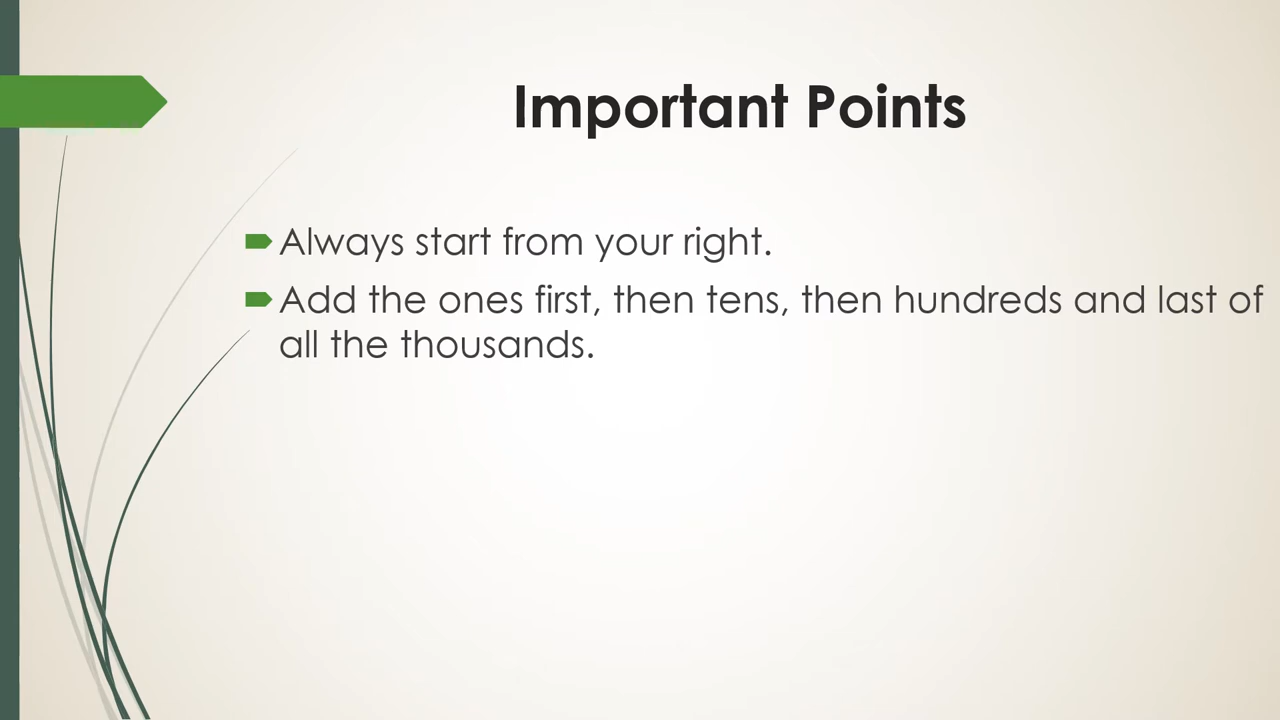 Important Points
Always start from your right.
Add the ones first, then tens, then hundreds and last of
all the thousands.